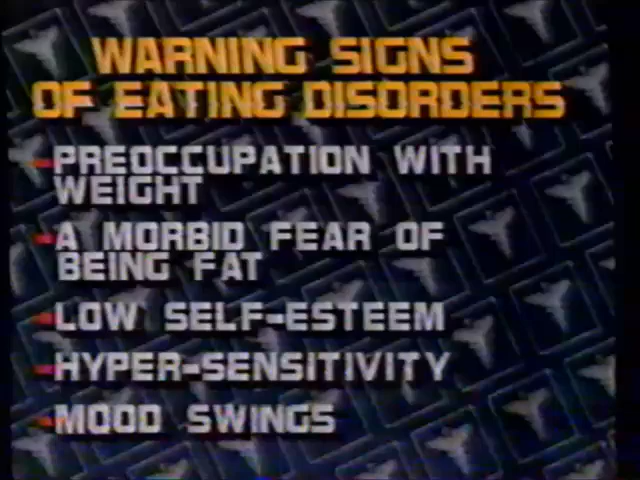 WARNING SIGNS
OF EATING DISORDERS
-PREOCCUPATION WITH
WEIGHT
-A MORBID FEAR OF
BEING FAT
-LOW SELF-ESTEEM
-HYPER-SENSITIVITY
-MOOD SWINGS